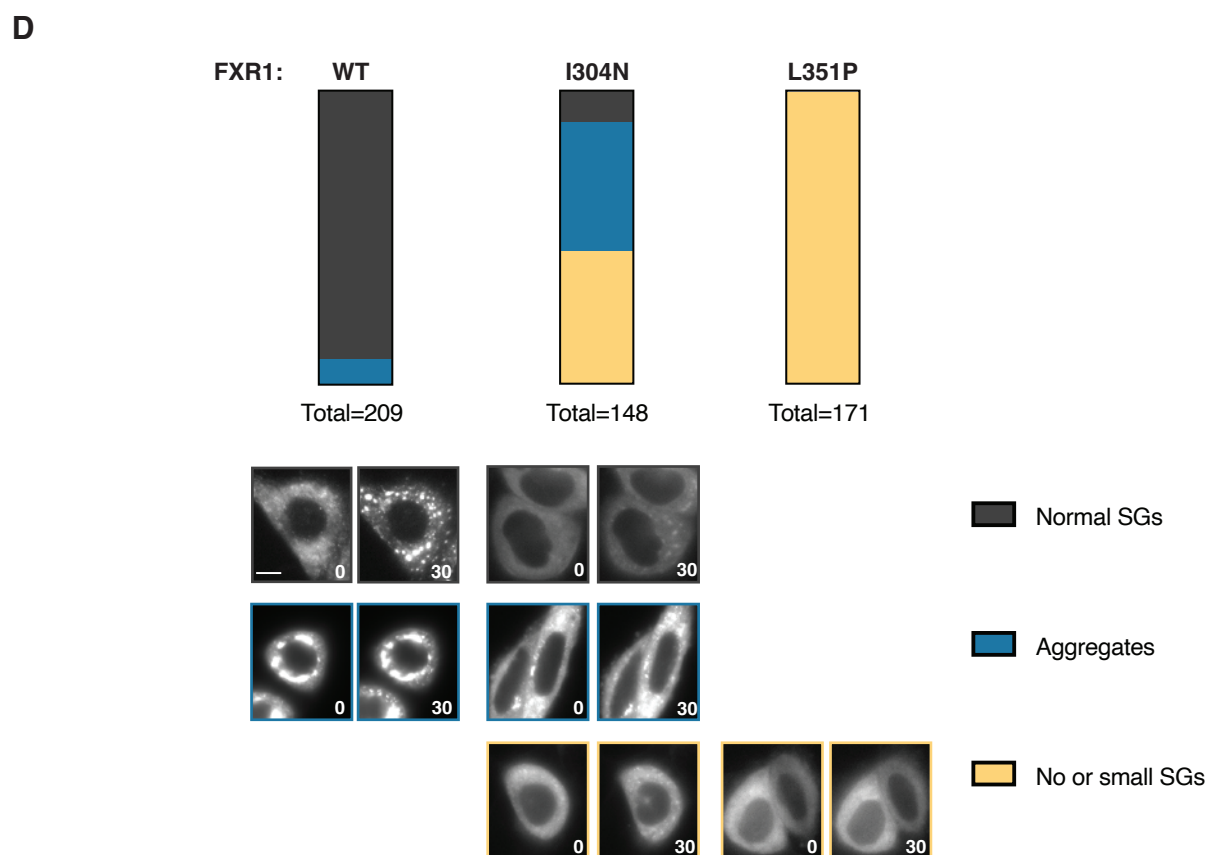 D
FXR1: WT I304N L351P
Total=209 Total=148 Total=171
0 30 0 30
Normal SGs
0 30 0 30
Aggregates
0 30 0 30
No or small SGs